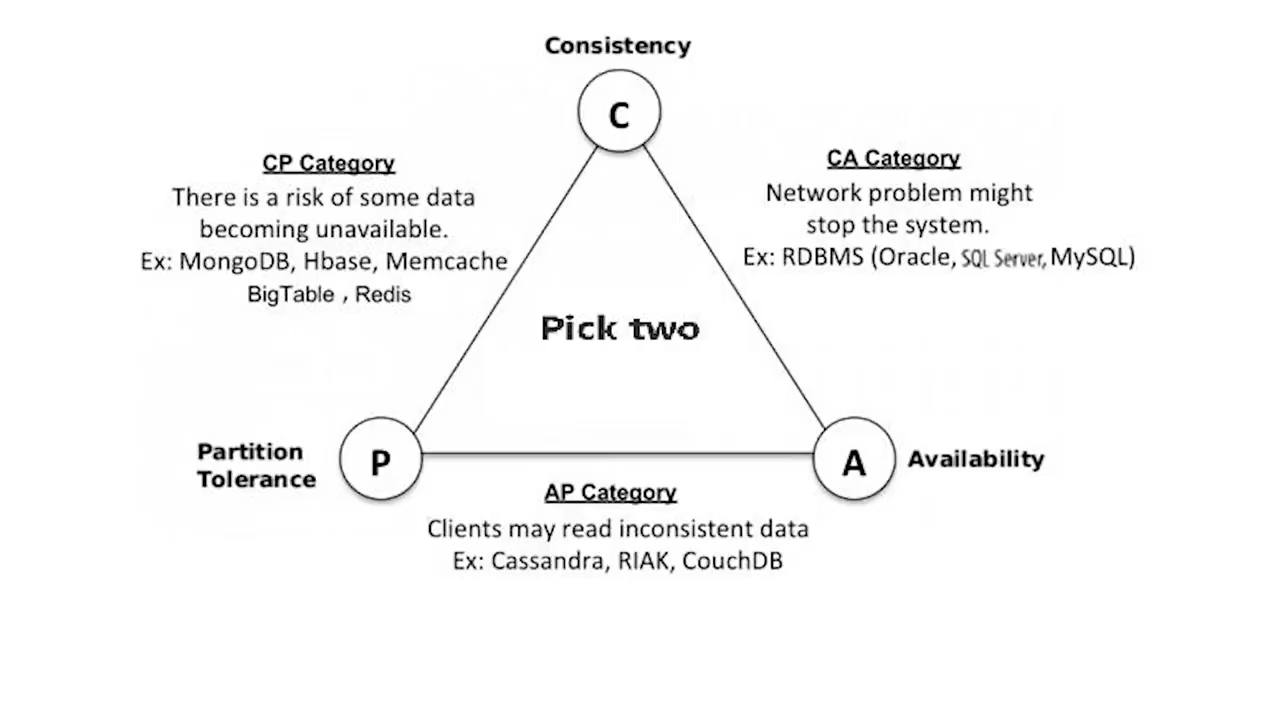 Consistency
C
CP Category
There is a risk of some data
becoming unavailable.
Ex: MongoDB, Hbase, Memcache
BigTable , Redis
CA Category
Network problem might
stop the system.
Ex: RDBMS (Oracle, SQL Server, MySQL)
Pick two
Partition
Tolerance
P
A
Availability
AP Category
Clients may read inconsistent data
Ex: Cassandra, RIAK, CouchDB